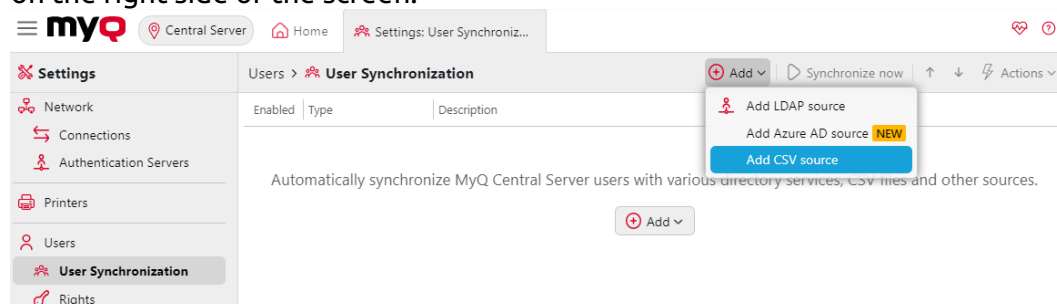 on the right side of the screen.
myQ Central Server Home Settings: User Synchroniz...
Settings
Users > User Synchronization
Add Synchronize now Actions
Network
Connections
Authentication Servers
Printers
Users
User Synchronization
Rights
Enabled Type Description
Add LDAP source
Add Azure AD source NEW
Add CSV source
Automatically synchronize MyQ Central Server users with various directory services, CSV files and other sources.
Add